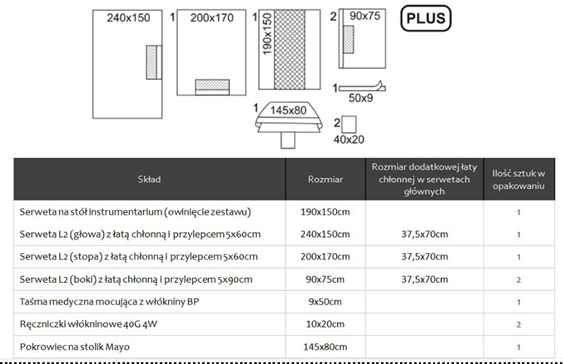 240x150
1
200x170
1
190x150
2
90x75
PLUS
1
50x9
1
145x80
2
40x20
Skład
Rozmiar
Rozmiar dodatkowej łaty
chłonnej w serwetach
głównych
Ilość sztuk w
opakowaniu
Serweta na stół instrumentarium (owinięcie zestawu) 190x150cm 1
Serweta L2 (głowa) z łatą chłonną i przylepcem 5x60cm 240x150cm 37,5x70cm 1
Serweta L2 (stopa) z łatą chłonną i przylepcem 5x60cm 200x170cm 37,5x70cm 1
Serweta L2 (boki) z łatą chłonną i przylepcem 5x90cm 90x75cm 37,5x70cm 2
Taśma medyczna mocująca z włókniny BP 9x50cm 1
Ręczniczki włókninowe 40G 4W 10x20cm 2
Pokrowiec na stolik Mayo 145x80cm 1